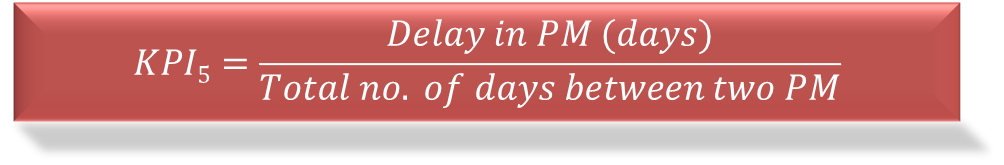 KPI₅ = Delay in PM (days)
Total no. of days between two PM